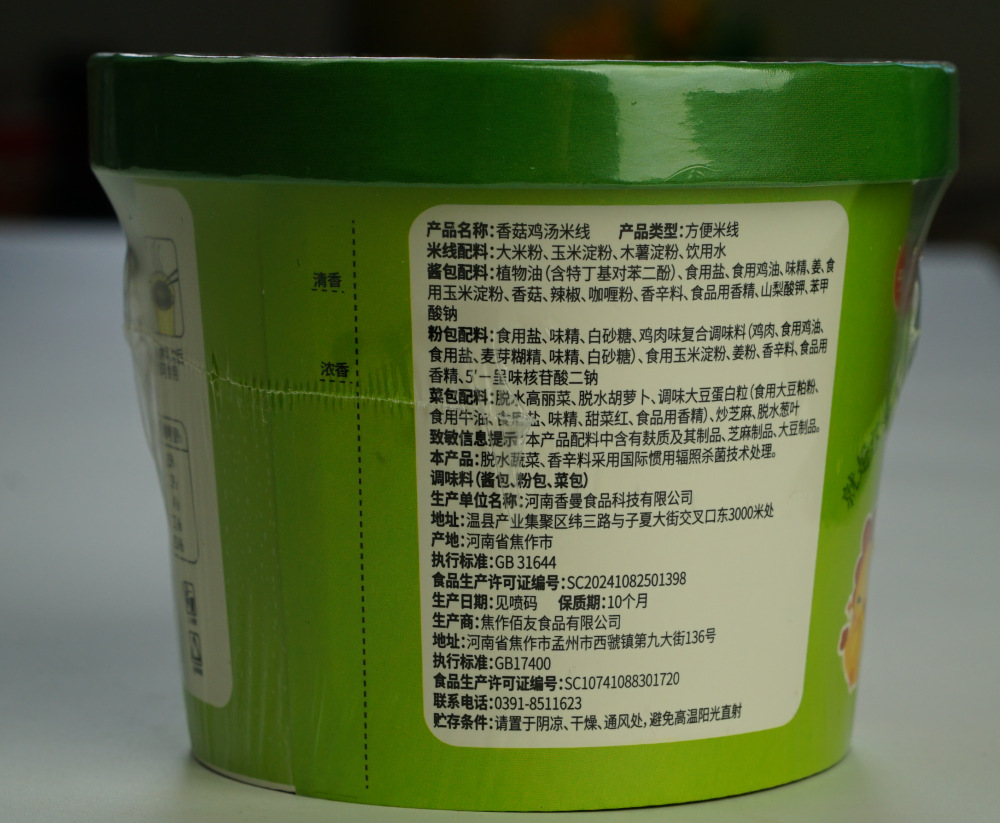 清香
浓香
产品名称：香菇鸡汤米线 产品类型：方便米线
米线配料：大米粉、玉米淀粉、木薯淀粉、饮用水
酱包配料：植物油（含特丁基对苯二酚）、食用盐、食用鸡油、味精、姜、食
用玉米淀粉、香菇、辣椒、咖喱粉、香辛料、食品用香精、山梨酸钾、苯甲
酸钠
粉包配料：食用盐、味精、白砂糖、鸡肉味复合调味料（鸡肉、食用鸡油、
食用盐、麦芽糊精、味精、白砂糖）、食用玉米淀粉、姜粉、香辛料、食品用
香精、5'一呈味核苷酸二钠
菜包配料：脱水高丽菜、脱水胡萝卜、调味大豆蛋白粒（食用大豆粕粉、
食用牛油、食用盐、味精、甜菜红、食品用香精）、炒芝麻、脱水葱叶
致敏信息提示：本产品配料中含有麸质及其制品、芝麻制品、大豆制品。
本产品：脱水蔬菜、香辛料采用国际惯用辐照杀菌技术处理。
调味料（酱包、粉包、菜包）
生产单位名称：河南香曼食品科技有限公司
地址：温县产业集聚区纬三路与子夏大街交叉口东3000米处
产地：河南省焦作市
执行标准：GB 31644
食品生产许可证编号：SC20241082501398
生产日期：见喷码 保质期：10个月
生产商：焦作佰友食品有限公司
地址：河南省焦作市孟州市西虢镇第九大街136号
执行标准：GB17400
食品生产许可证编号：SC10741088301720
联系电话：0391-8511623
贮存条件：请置于阴凉、干燥、通风处，避免高温阳光直射